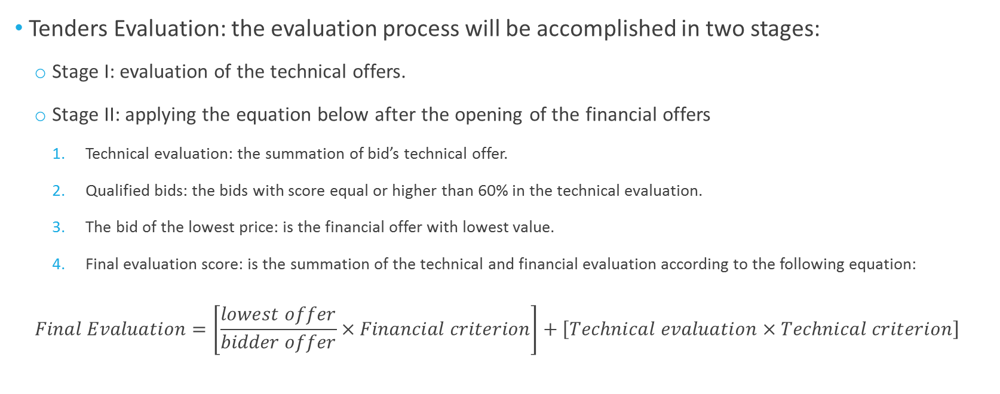 • Tenders Evaluation: the evaluation process will be accomplished in two stages:
o Stage I: evaluation of the technical offers.
o Stage II: applying the equation below after the opening of the financial offers
1. Technical evaluation: the summation of bid’s technical offer.
2. Qualified bids: the bids with score equal or higher than 60% in the technical evaluation.
3. The bid of the lowest price: is the financial offer with lowest value.
4. Final evaluation score: is the summation of the technical and financial evaluation according to the following equation:
Final Evaluation = [lowest offer / bidder offer × Financial criterion] + [Technical evaluation × Technical criterion]